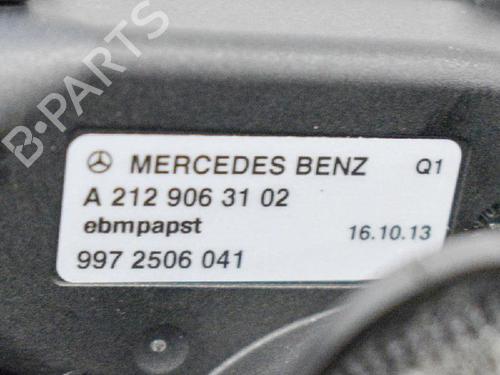 B-PARTS
MERCEDES BENZ Q1
A 212 906 31 02
ebmpapst 16.10.13
997 2506 041